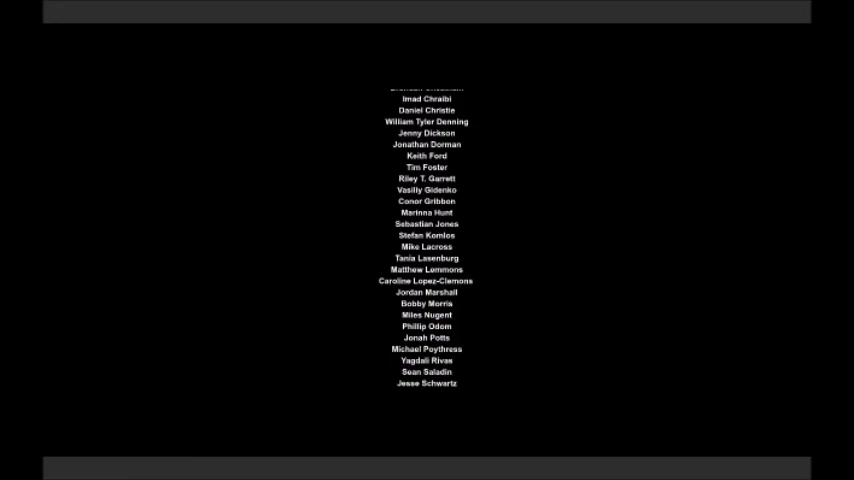 Imad Chraibi
Daniel Christie
William Tyler Denning
Jenny Dickson
Jonathan Dorman
Keith Ford
Tim Foster
Riley T. Garrett
Vasiliy Gidenko
Conor Gribbon
Marinna Hunt
Sebastian Jones
Stefan Komlos
Mike Lacross
Tania Lasenburg
Matthew Lemmons
Caroline Lopez-Clemons
Jordan Marshall
Bobby Morris
Miles Nugent
Phillip Odom
Jonah Potts
Michael Poythress
Yagdali Rivas
Sean Saladin
Jesse Schwartz